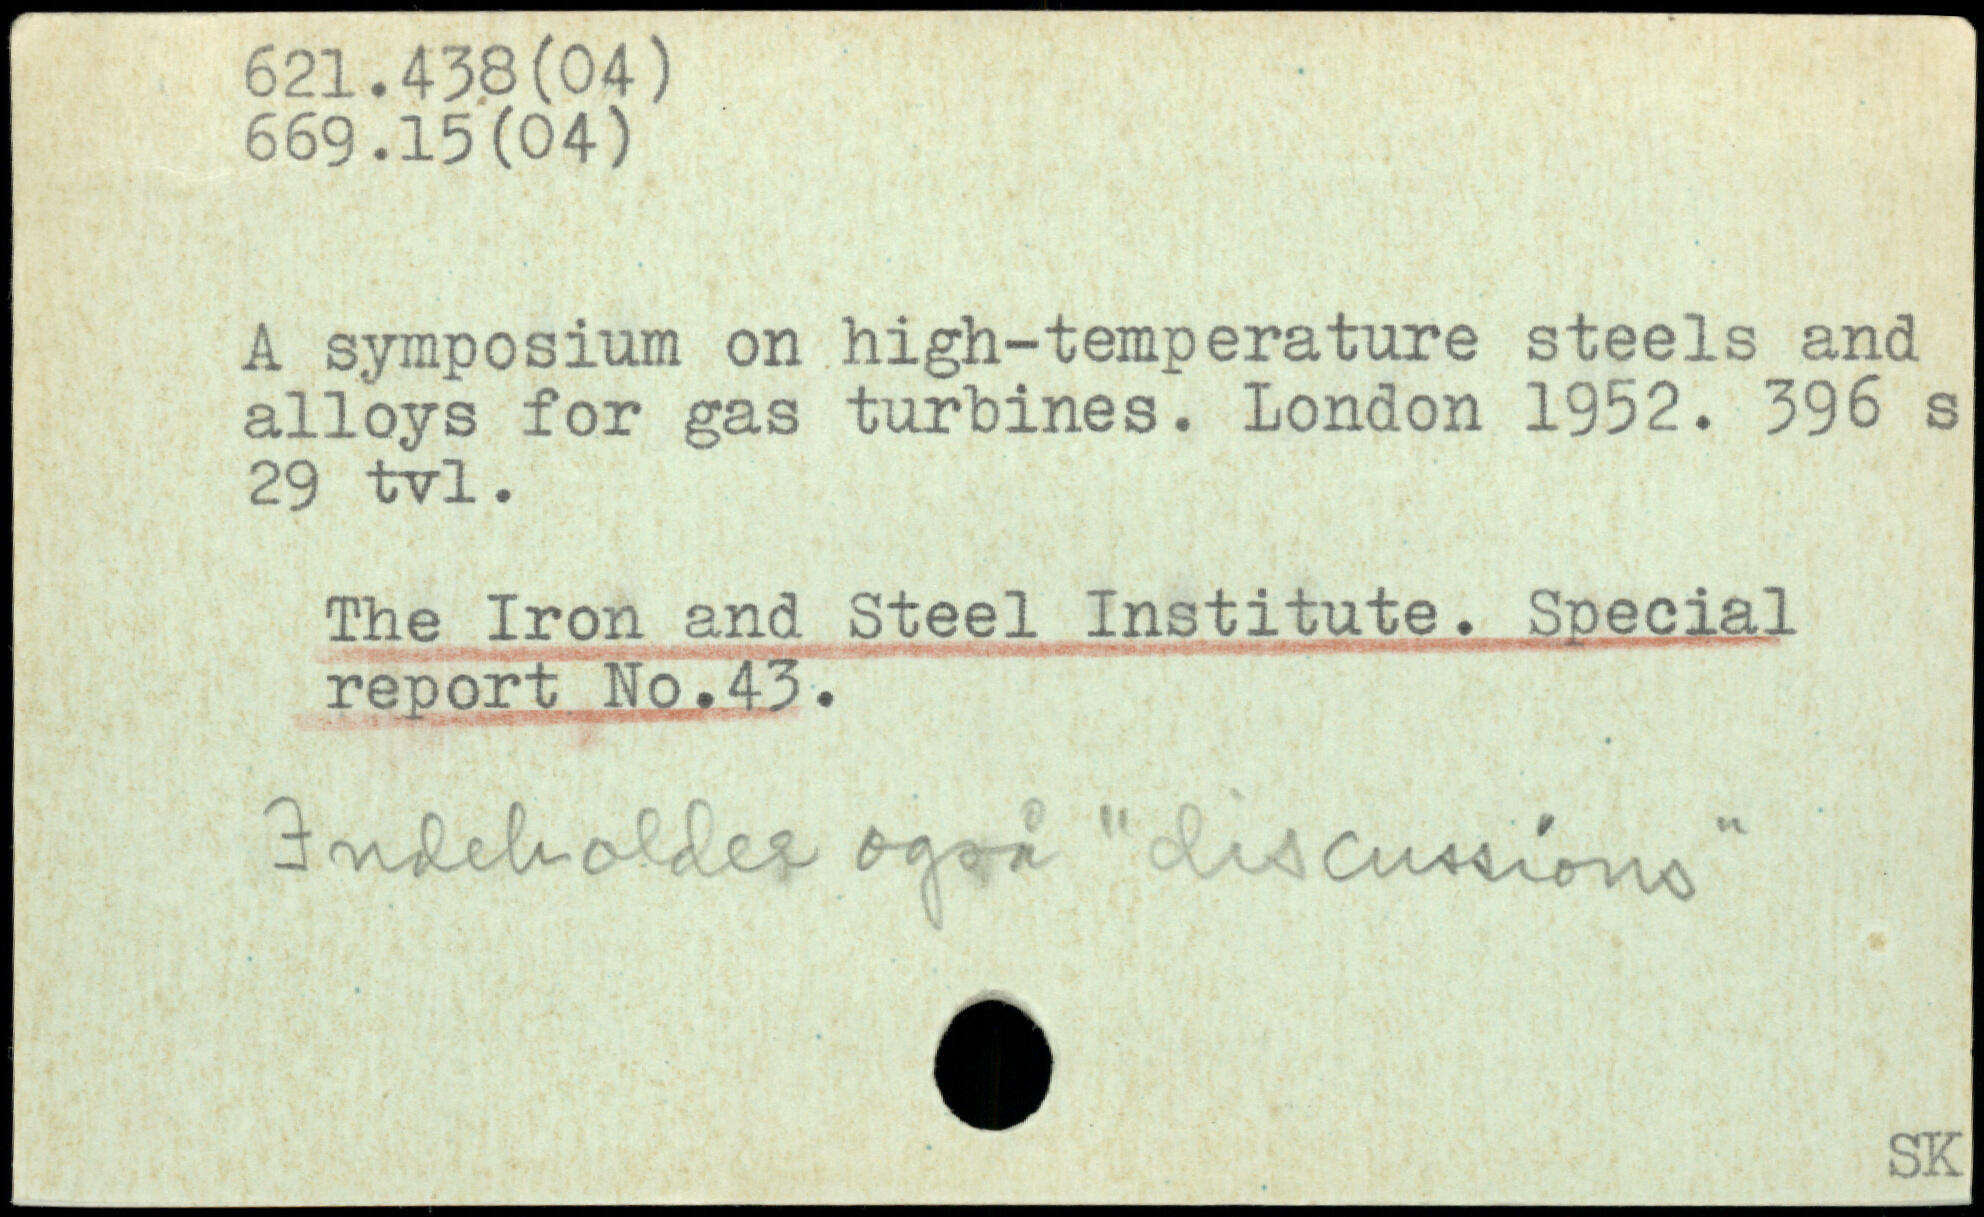 621.438(04)
669.15(04)
A symposium on high-temperature steels and
alloys for gas turbines. London 1952. 396 s
29 tvl.
The Iron and Steel Institute. Special
report No.43.
Indeholder også "discussions"
SK